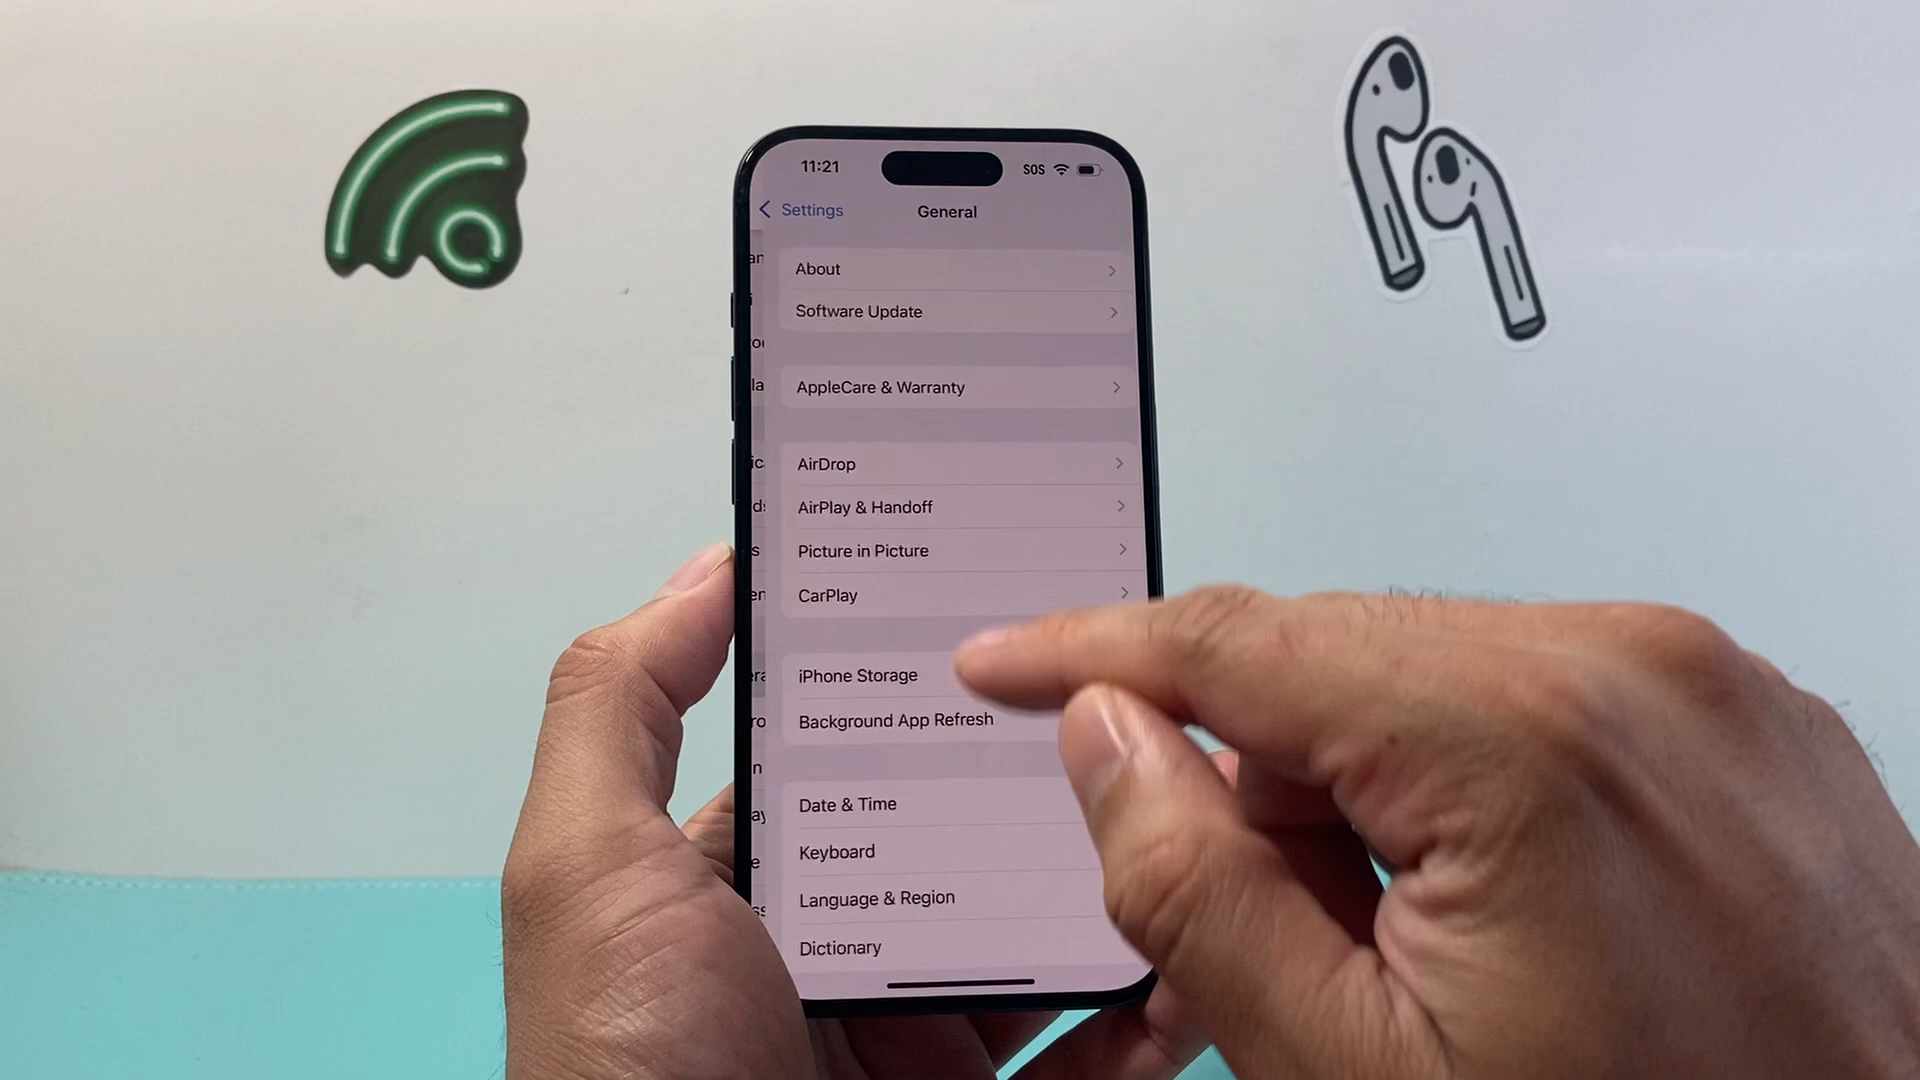 11:21
SOS
Settings
General
About
Software Update
AppleCare & Warranty
AirDrop
AirPlay & Handoff
Picture in Picture
CarPlay
iPhone Storage
Background App Refresh
Date & Time
Keyboard
Language & Region
Dictionary